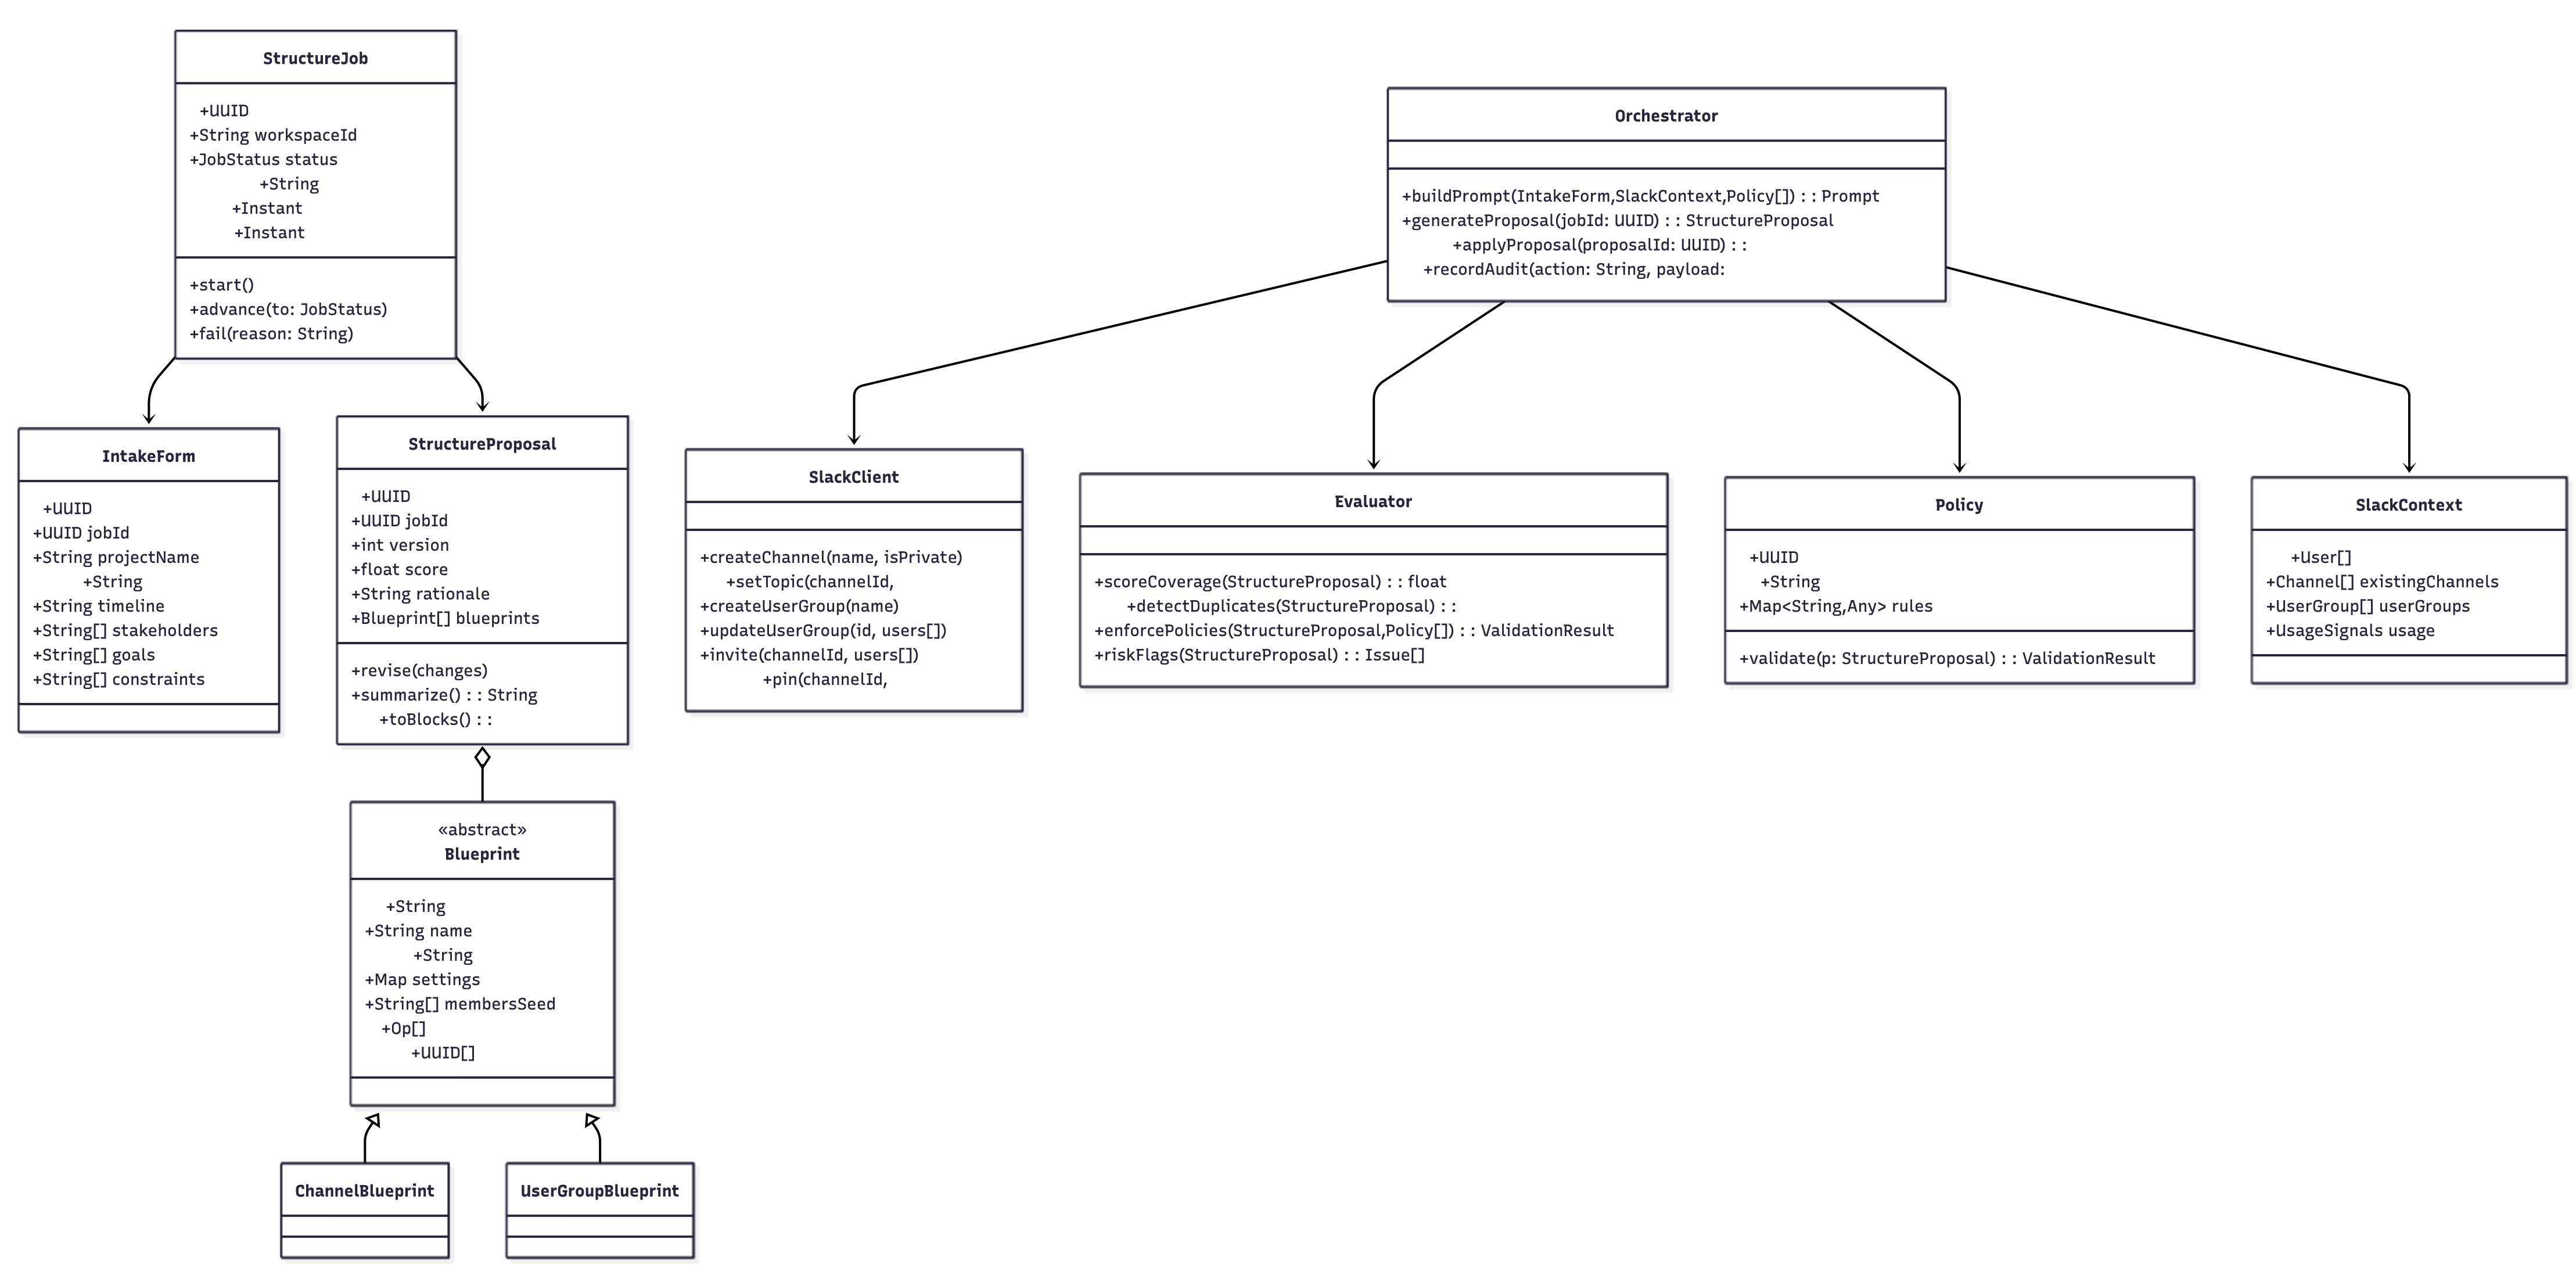 StructureJob
+UUID
+String workspaceId
+JobStatus status
+String
+Instant
+Instant
+start()
+advance(to: JobStatus)
+fail(reason: String)
Orchestrator
+buildPrompt(IntakeForm,SlackContext,Policy[]) : : Prompt
+generateProposal(jobId: UUID) : : StructureProposal
+applyProposal(proposalId: UUID) : :
+recordAudit(action: String, payload:
IntakeForm
+UUID
+UUID jobId
+String projectName
+String
+String timeline
+String[] stakeholders
+String[] goals
+String[] constraints
StructureProposal
+UUID
+UUID jobId
+int version
+float score
+String rationale
+Blueprint[] blueprints
+revise(changes)
+summarize() : : String
+toBlocks() : :
SlackClient
+createChannel(name, isPrivate)
+setTopic(channelId,
+createUserGroup(name)
+updateUserGroup(id, users[])
+invite(channelId, users[])
+pin(channelId,
Evaluator
+scoreCoverage(StructureProposal) : : float
+detectDuplicates(StructureProposal) : :
+enforcePolicies(StructureProposal,Policy[]) : : ValidationResult
+riskFlags(StructureProposal) : : Issue[]
Policy
+UUID
+String
+Map<String,Any> rules
+validate(p: StructureProposal) : : ValidationResult
SlackContext
+User[]
+Channel[] existingChannels
+UserGroup[] userGroups
+UsageSignals usage
«abstract»
Blueprint
+String
+String name
+String
+Map settings
+String[] membersSeed
+Op[]
+UUID[]
ChannelBlueprint
UserGroupBlueprint